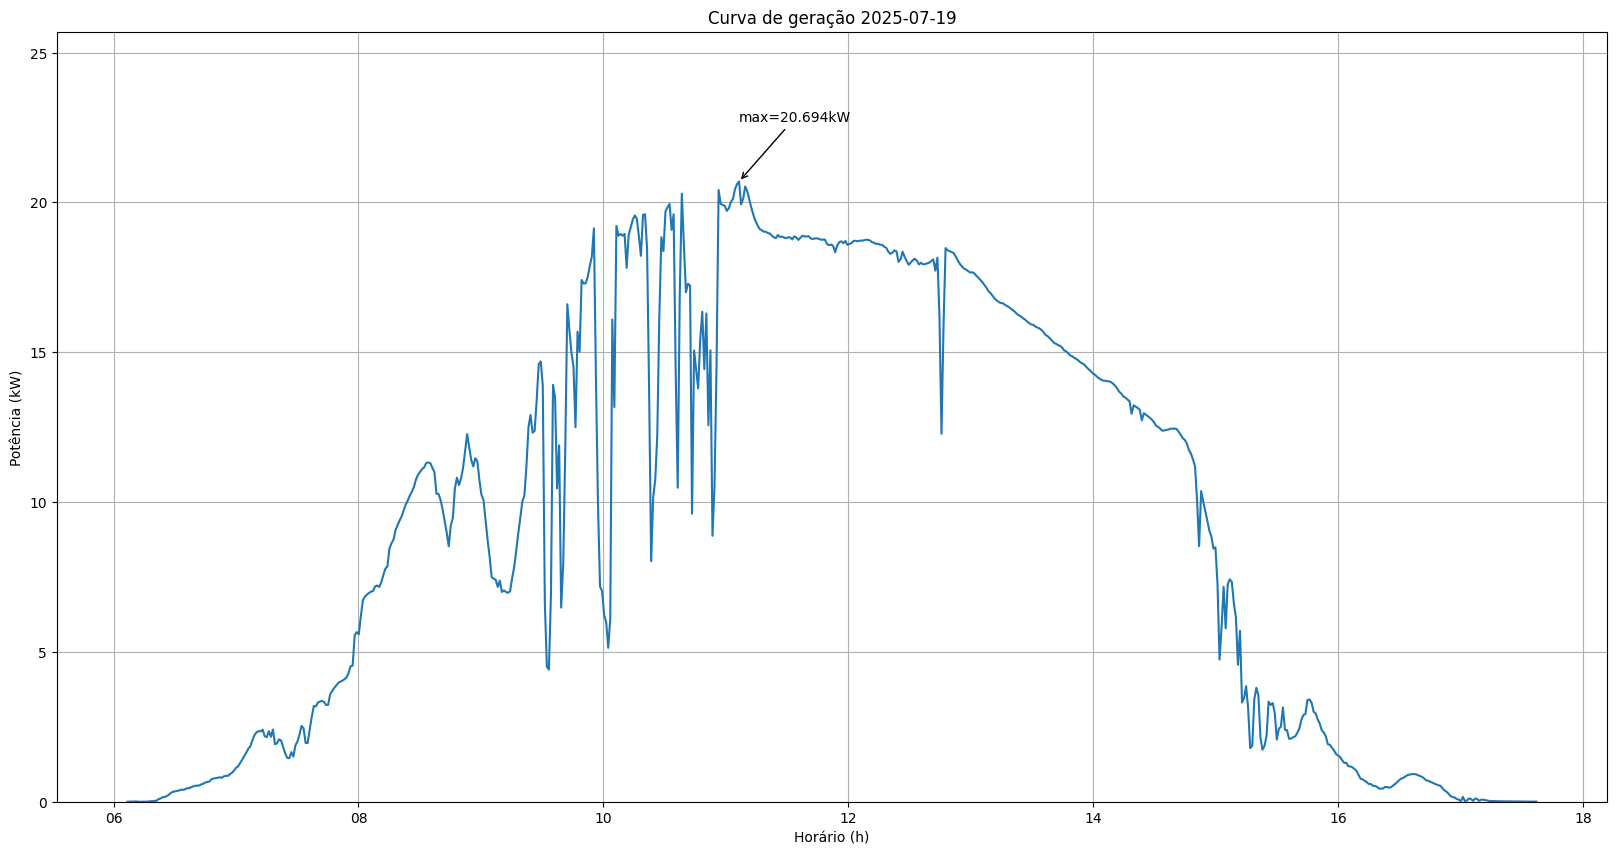 Curva de geração 2025-07-19
25
max=20.694kW
20
15
Potência (kW)
10
5
0
06 08 10 12 14 16 18
Horário (h)